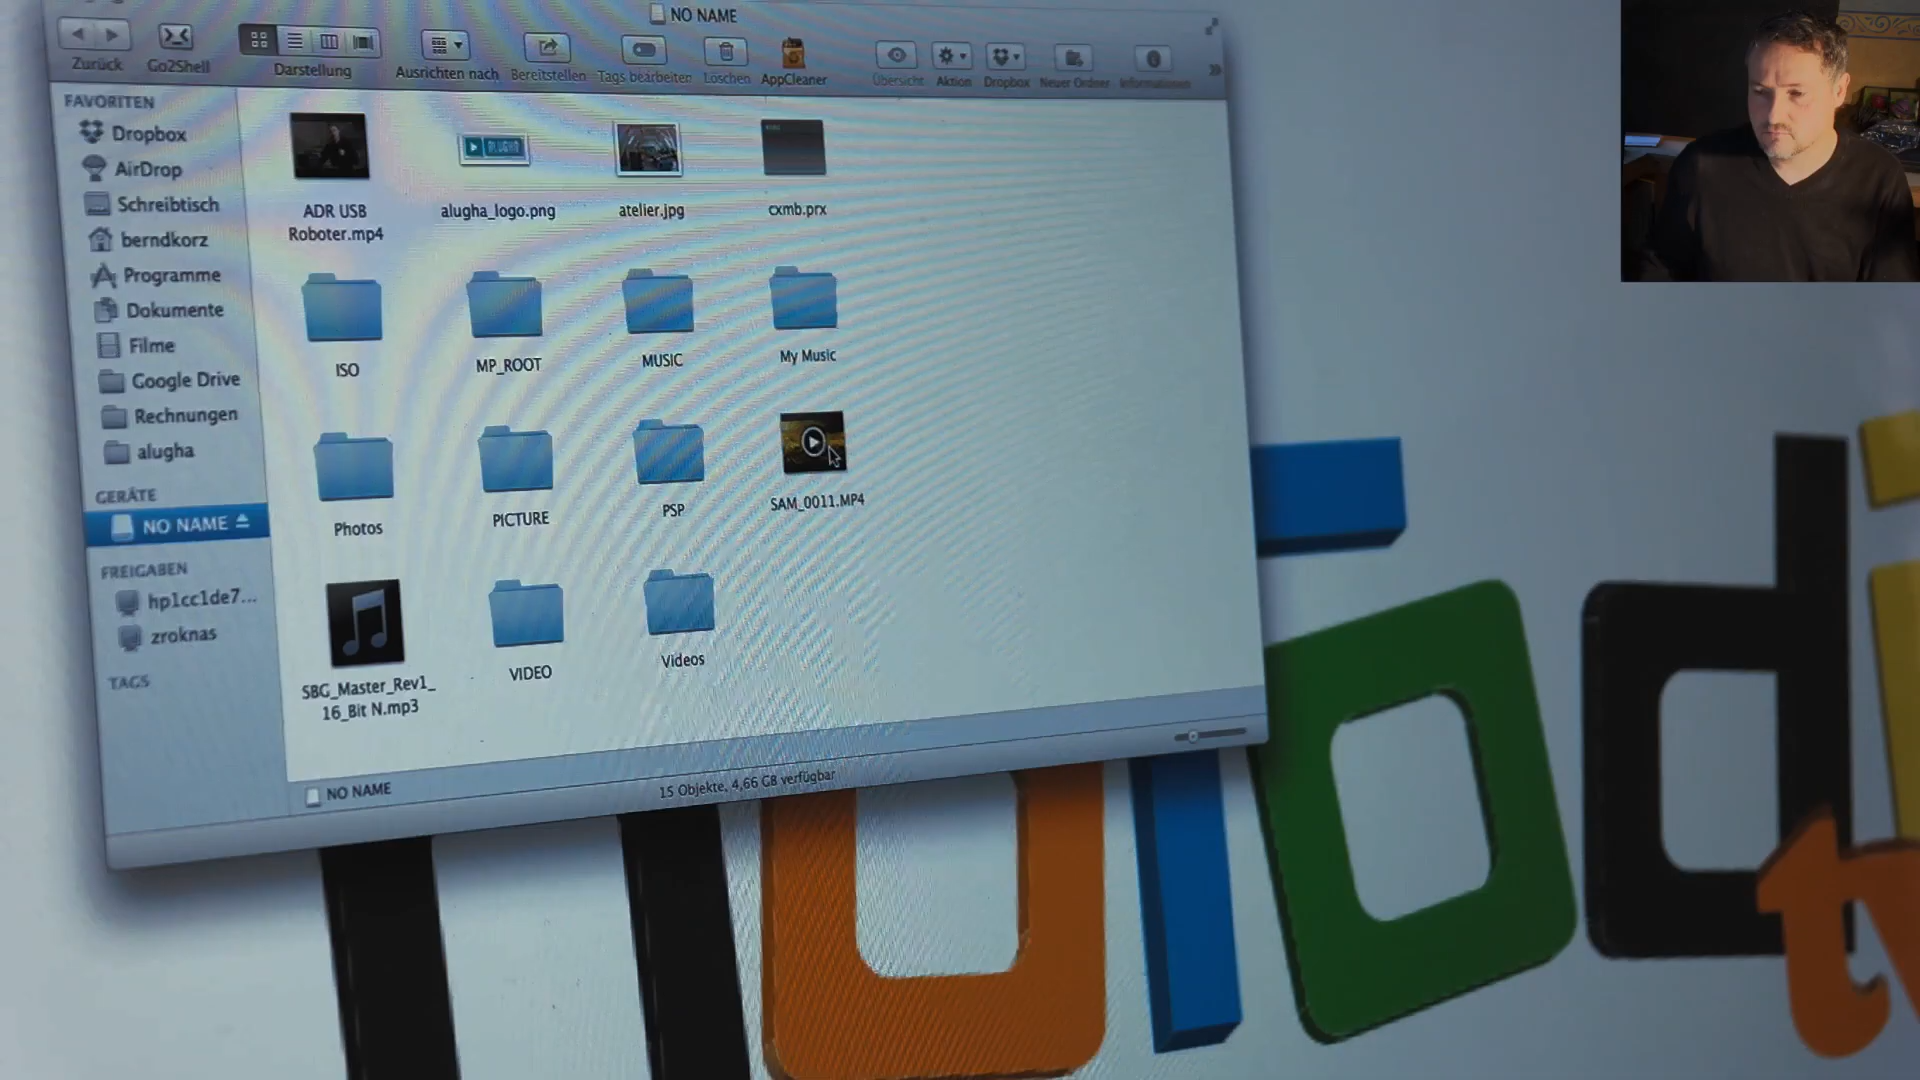 NO NAME
Zurück
Go2Shell
Darstellung
Ausrichten nach
Bereitstellen
Tags bearbeiten
Löschen
AppCleaner
Übersicht
Aktion
Dropbox
Neuer Ordner
Informationen
FAVORITEN
Dropbox
AirDrop
Schreibtisch
berndkorz
Programme
Dokumente
Filme
Google Drive
Rechnungen
alugha
GERÄTE
NO NAME
FREIGABEN
hp1cc1de7...
zroknas
TAGS
ADR USB
Roboter.mp4
ALUGHA
alugha_logo.png
atelier.jpg
cxmb.prx
ISO
MP_ROOT
MUSIC
My Music
Photos
PICTURE
PSP
SAM_0011.MP4
SBG_Master_Rev1_
16_Bit N.mp3
VIDEO
Videos
NO NAME
15 Objekte, 4,66 GB verfügbar